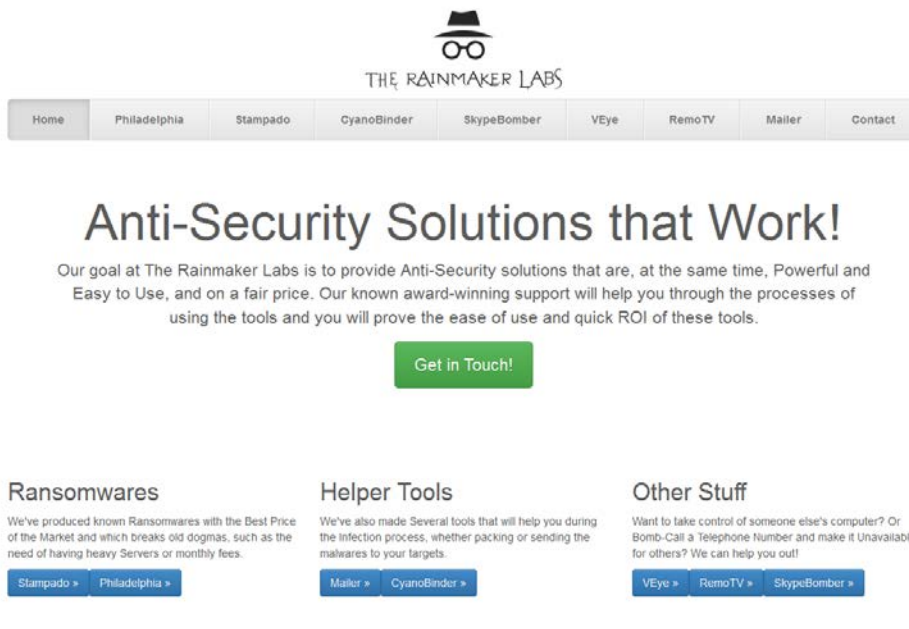 THE RAINMAKER LABS
Home Philadelphia Stampado CyanoBinder SkypeBomber VEye RemoTV Mailer Contact
Anti-Security Solutions that Work!
Our goal at The Rainmaker Labs is to provide Anti-Security solutions that are, at the same time, Powerful and
Easy to Use, and on a fair price. Our known award-winning support will help you through the processes of
using the tools and you will prove the ease of use and quick ROI of these tools.
Get in Touch!
Ransomwares
We've produced known Ransomwares with the Best Price
of the Market and which breaks old dogmas, such as the
need of having heavy Servers or monthly fees.
Stampado » Philadelphia »
Helper Tools
We've also made Several tools that will help you during
the Infection process, whether packing or sending the
malwares to your targets.
Mailer » CyanoBinder »
Other Stuff
Want to take control of someone else's computer? Or
Bomb-Call a Telephone Number and make it Unavailabl
for others? We can help you out!
VEye » RemoTV » SkypeBomber »